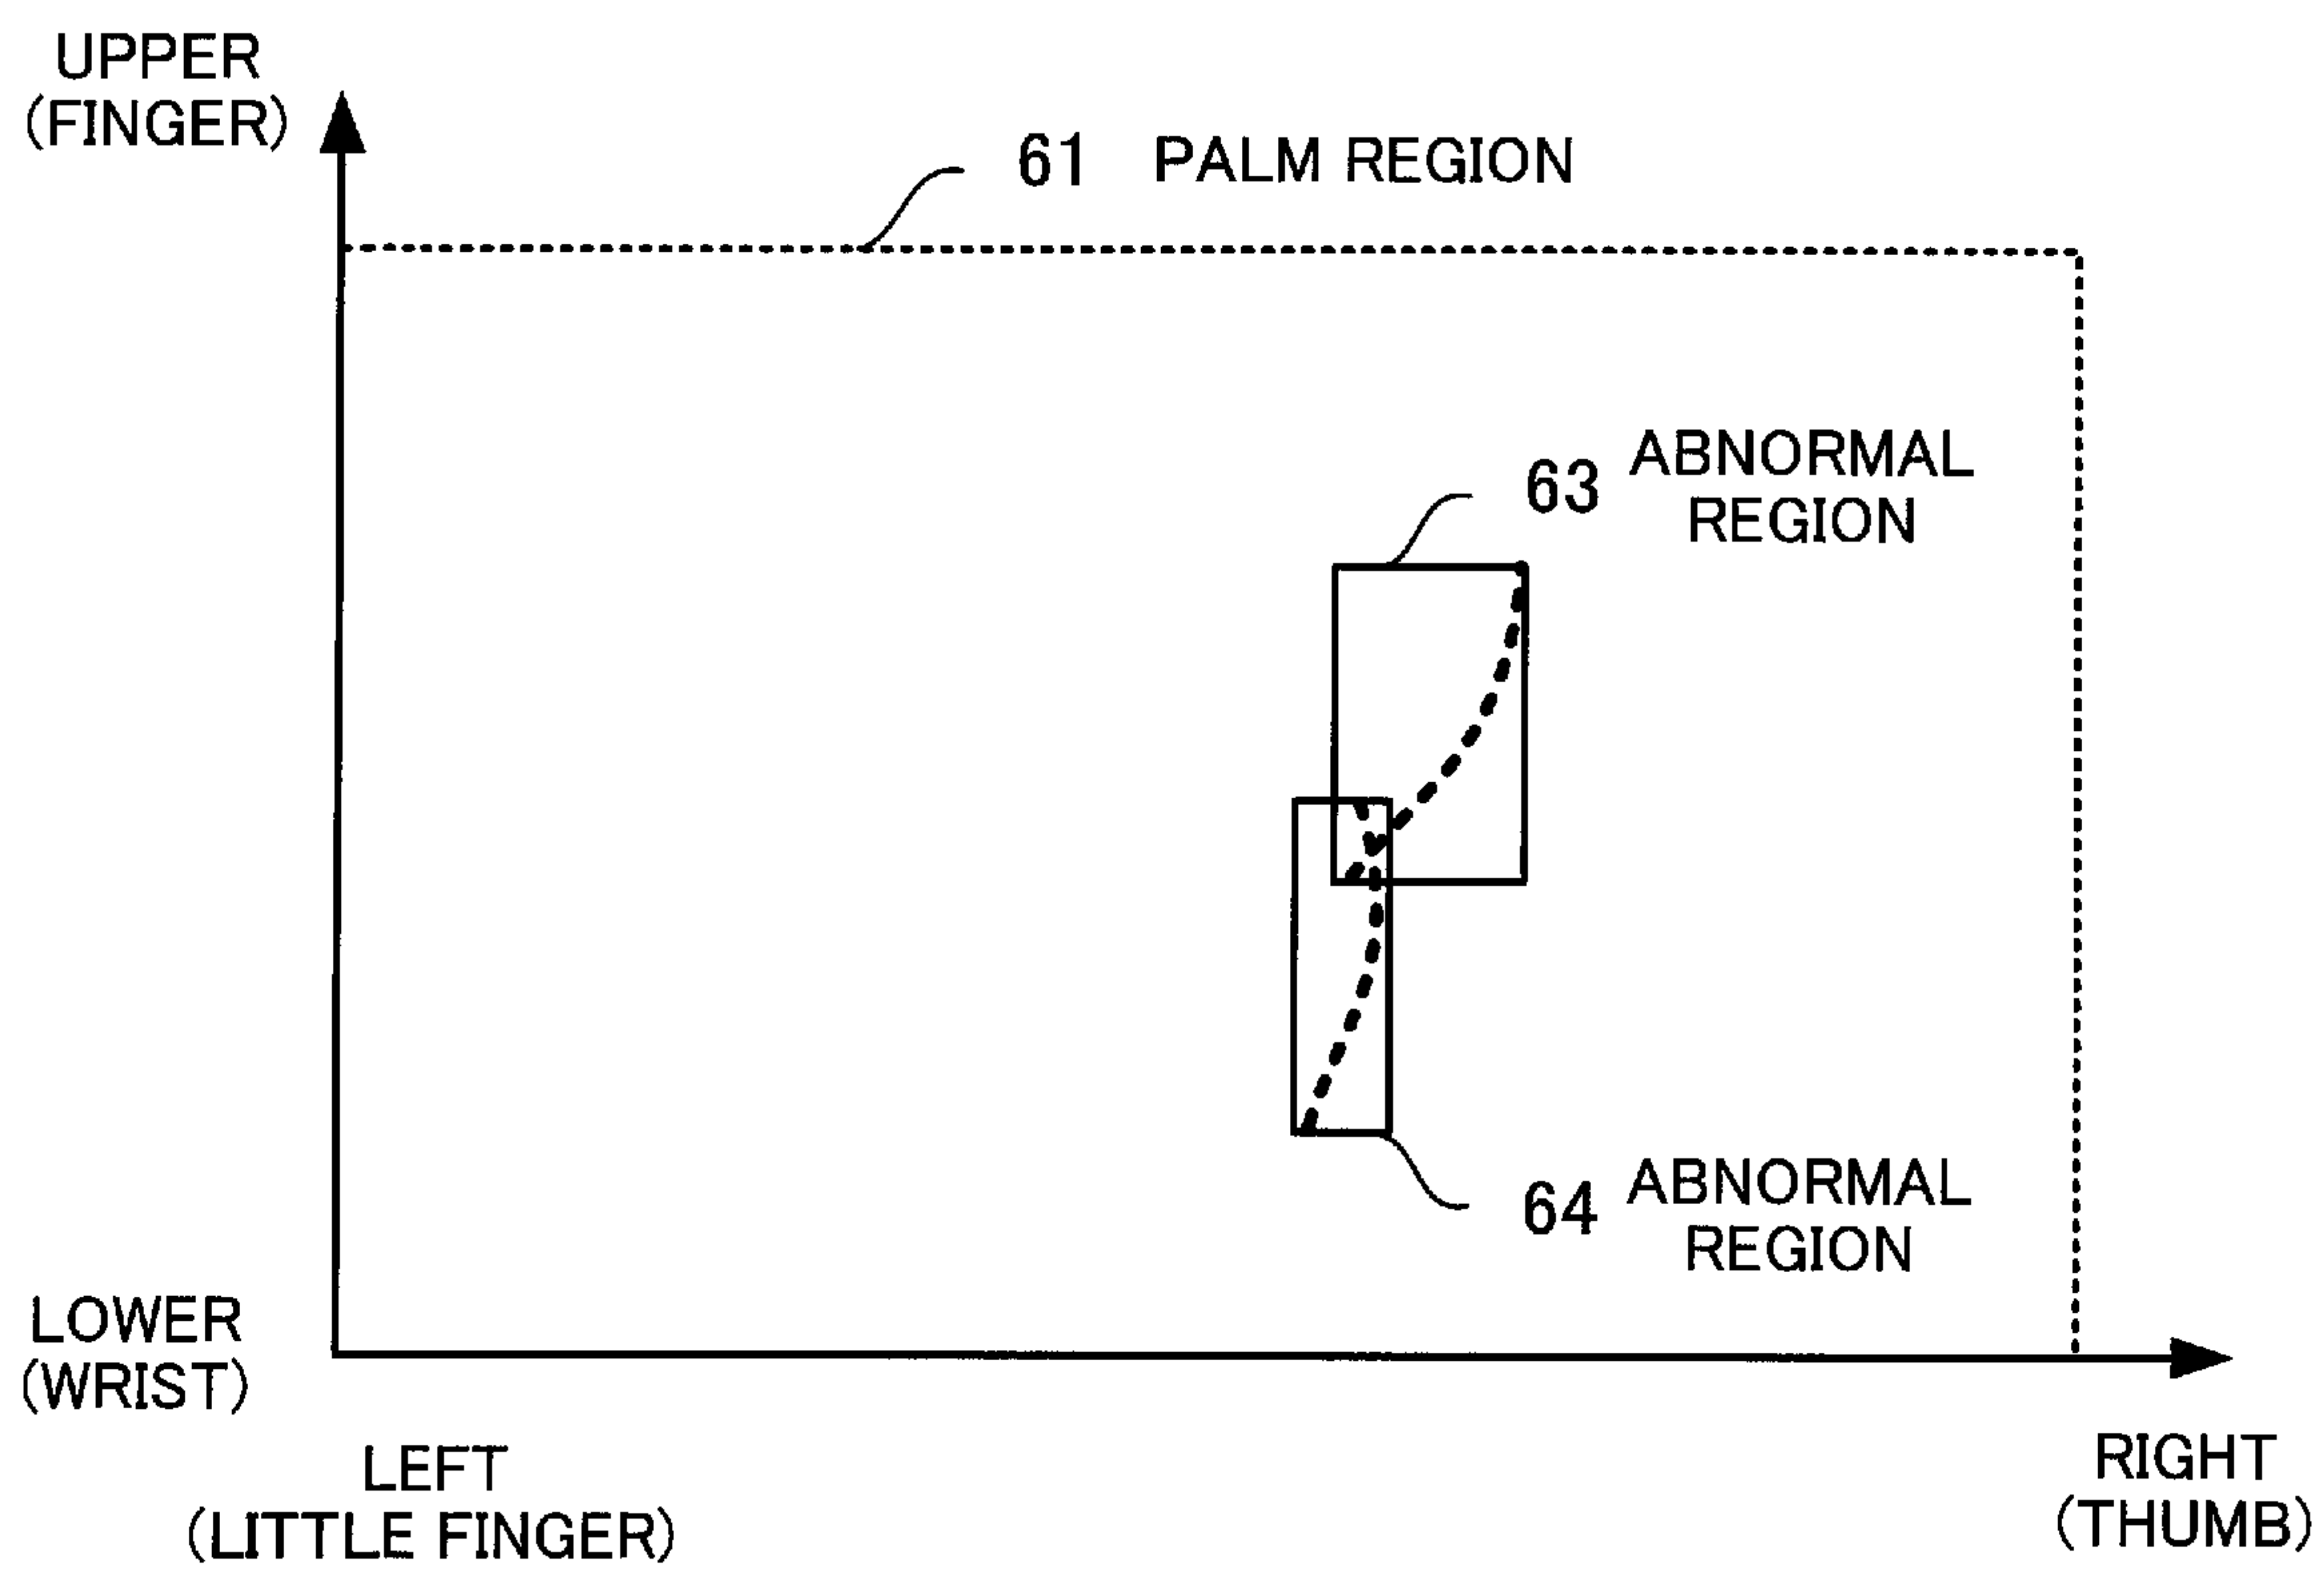 UPPER
(FINGER)
61 PALM REGION
63 ABNORMAL
REGION
64 ABNORMAL
REGION
LOWER
(WRIST)
LEFT
(LITTLE FINGER)
RIGHT
(THUMB)